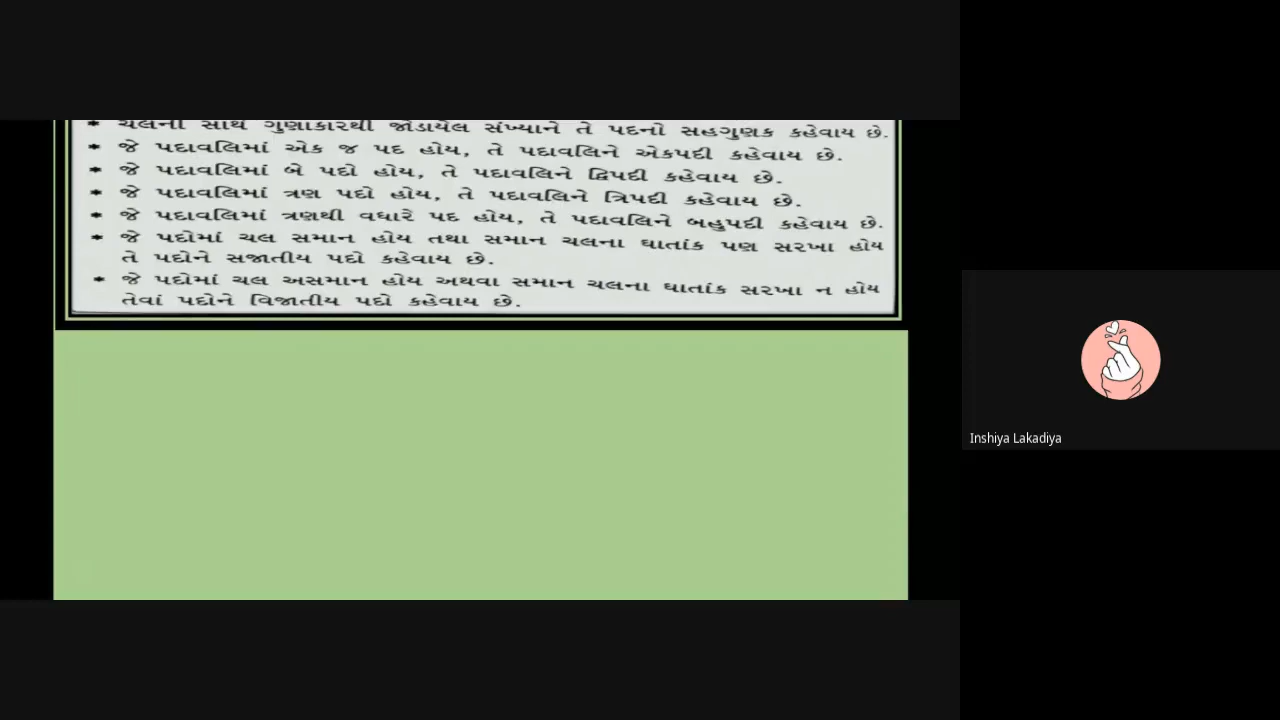 * ચલની સાથે ગુણાકારથી જોડાયેલ સંખ્યાને તે પદનો સહગુણક કહેવાય છે.
* જે પદાવલિમાં એક જ પદ હોય, તે પદાવલિને એકપદી કહેવાય છે.
* જે પદાવલિમાં બે પદો હોય, તે પદાવલિને દ્વિપદી કહેવાય છે.
* જે પદાવલિમાં ત્રણ પદો હોય, તે પદાવલિને ત્રિપદી કહેવાય છે.
* જે પદાવલિમાં ત્રણથી વધારે પદ હોય, તે પદાવલિને બહુપદી કહેવાય છે.
* જે પદોમાં ચલ સમાન હોય તથા સમાન ચલના ઘાતાંક પણ સરખા હોય
તે પદોને સજાતીય પદો કહેવાય છે.
* જે પદોમાં ચલ અસમાન હોય અથવા સમાન ચલના ઘાતાંક સરખા ન હોય
તેવાં પદોને વિજાતીય પદો કહેવાય છે.
Inshiya Lakadiya